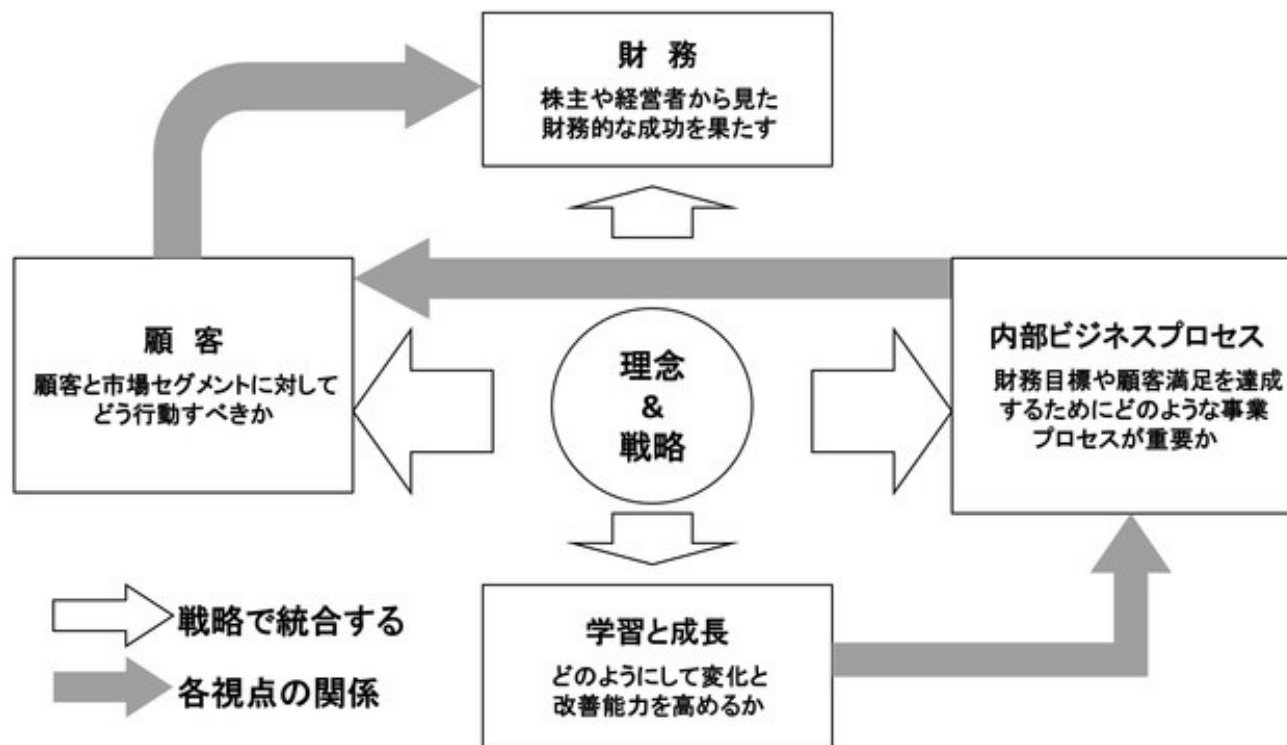 財 務
株主や経営者から見た
財務的な成功を果たす
顧 客
顧客と市場セグメントに対して
どう行動すべきか
理念
&
戦略
内部ビジネスプロセス
財務目標や顧客満足を達成
するためにどのような事業
プロセスが重要か
学習と成長
どのようにして変化と
改善能力を高めるか
戦略で統合する
各視点の関係